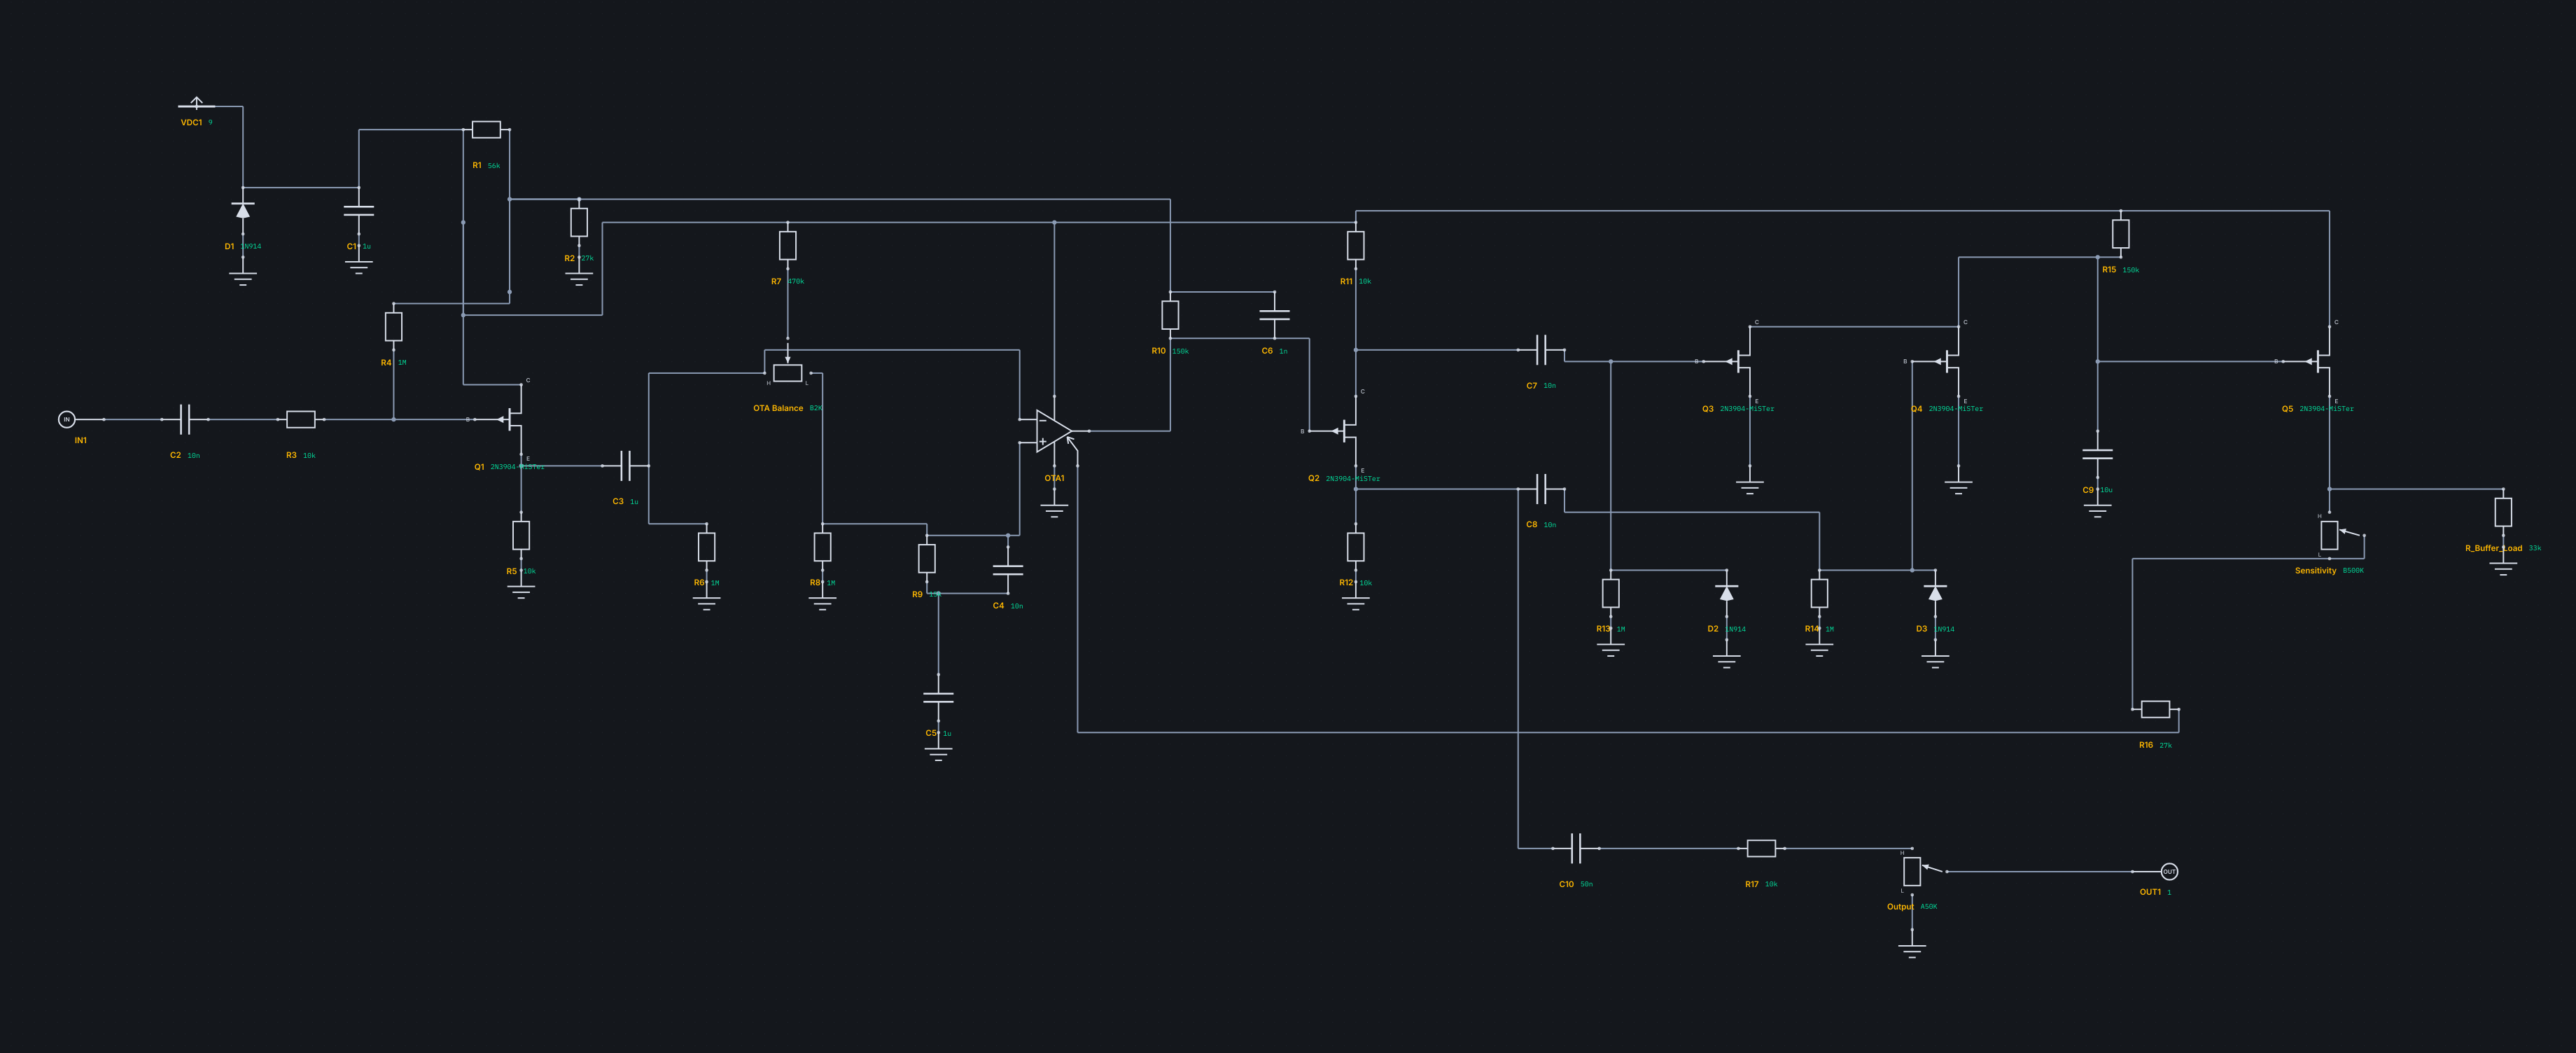 VDC1 9
R1 56k
D1 1N914
C1 1u
R2 27k
R7 470k
R11 10k
R15 150k
R4 1M
R10 150k
C6 1n
C7 10n
C
B
E
Q3 2N3904-MiSTer
C
B
E
Q4 2N3904-MiSTer
C
B
E
Q5 2N3904-MiSTer
H
L
OTA Balance B2K
IN
IN1
C2 10n
R3 10k
C
B
E
Q1 2N3904-MiSTer
C3 1u
OTA1
C
B
E
Q2 2N3904-MiSTer
C8 10n
C9 10u
H
L
Sensitivity B500K
R_Buffer_Load 33k
R5 10k
R6 1M
R8 1M
R9
C4 10n
R12 10k
R13 1M
D2 1N914
R14 1M
D3 1N914
C5 1u
R16 27k
C10 50n
R17 10k
H
L
Output A50K
OUT
OUT1 1